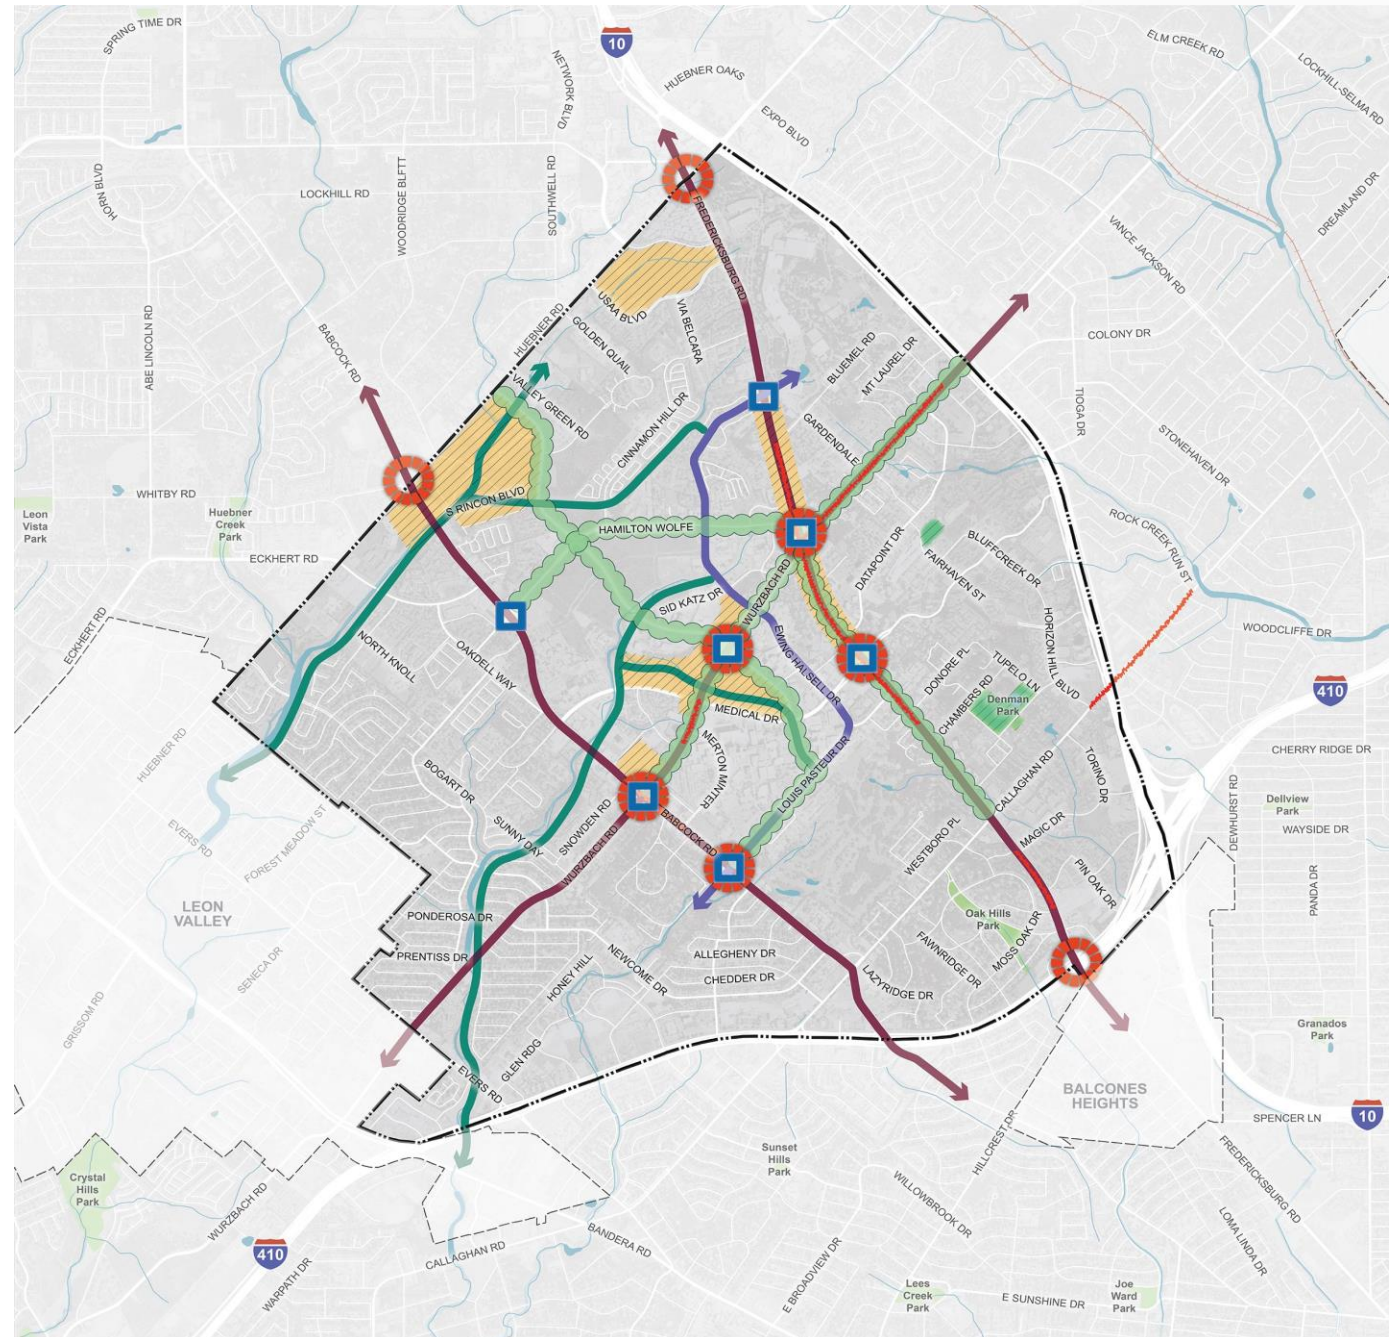 SPRING TIME DR
10
ELM CREEK RD
LOCKHILL-SELMA RD
NETWORK BLVD
HUEBNER OAKS
EXPO BLVD
HORN BLVD
LOCKHILL RD
WOODRIDGE BLFTT
SOUTHWELL RD
DREAMLAND DR
VANCE JACKSON RD
FREDERICKSBURG RD
ABE LINCOLN RD
BABCOCK RD
HUEBNER RD
USAA BLVD
GOLDEN QUAIL
VIA BELCARA
BLUEMEL RD
MT LAUREL DR
COLONY DR
VALLEY GREEN RD
CINNAMON HILL DR
GARDENDALE
TIOGA DR
STONEHAVEN DR
WHITBY RD
Leon
Vista
Park
Huebner
Creek
Park
S RINCON BLVD
HAMILTON WOLFE
ROCK CREEK RUN ST
ECKHERT RD
DATAPOINT DR
BLUFFCREEK DR
FAIRHAVEN ST
WURZBACH RD
SID KATZ DR
EWING HALSELL DR
HORIZON HILL BLVD
WOODCLIFFE DR
ECKHERT RD
NORTH KNOLL
OAKDELL WAY
DONORE PL
TUPELO LN
CHAMBERS RD
Denman
Park
410
MEDICAL DR
MERTON MINTER
LOUIS PASTEUR DR
CALLAGHAN RD
TORINO DR
CHERRY RIDGE DR
HUEBNER RD
BOGART DR
DEWHURST RD
Dellview
Park
WAYSIDE DR
EVERS RD
FOREST MEADOW ST
SUNNY DAY
SNOWDEN RD
WURZBACH RD
BABCOCK RD
WESTBORO PL
MAGIC DR
PIN OAK DR
PANDA DR
LEON
VALLEY
PONDEROSA DR
PRENTISS DR
SENECA DR
Oak Hills
Park
MOSS OAK DR
FAWNRIDGE DR
LAZYRIDGE DR
ALLEGHENY DR
CHEDDER DR
NEWCOME DR
HONEY HILL
GRISSOM RD
GLEN RDG
EVERS RD
Granados
Park
BALCONES
HEIGHTS
SPENCER LN
10
HILLCREST DR
FREDERICKSBURG RD
Sunset
Hills
Park
Crystal
Hills
Park
WURZBACH RD
410
WARPATH DR
CALLAGHAN RD
BANDERA RD
WILLOWBROOK DR
E BROADVIEW DR
LOMA LINDA DR
Lees
Creek
Park
E SUNSHINE DR
Joe
Ward
Park